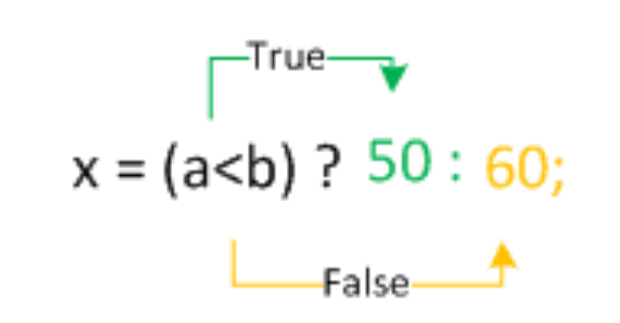 True
x = (a<b) ? 50 : 60;
False